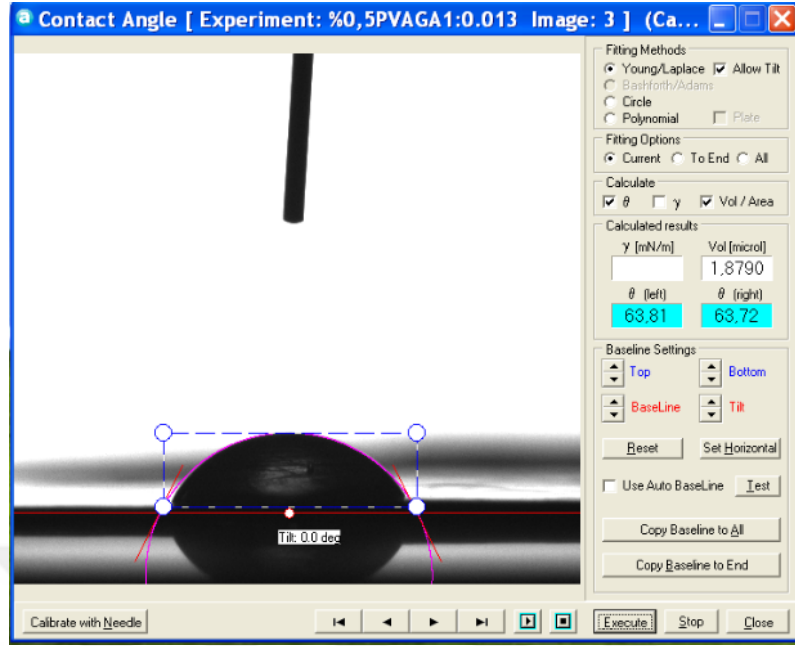 Contact Angle [ Experiment: %0,5PVAGA1:0.013 Image: 3 ] (Ca...
Fitting Methods
Young/Laplace Allow Tilt
Bashforth/Adams
Circle
Polynomial Plate
Fitting Options
Current To End All
Calculate
θ γ Vol / Area
Calculated results
γ [mN/m] Vol [microl]
1,8790
θ (left) θ (right)
63,81 63,72
Baseline Settings
Top Bottom
BaseLine Tilt
Reset Set Horizontal
Use Auto BaseLine Test
Tilt: 0.0 deg
Copy Baseline to All
Copy Baseline to End
Calibrate with Needle Execute Stop Close